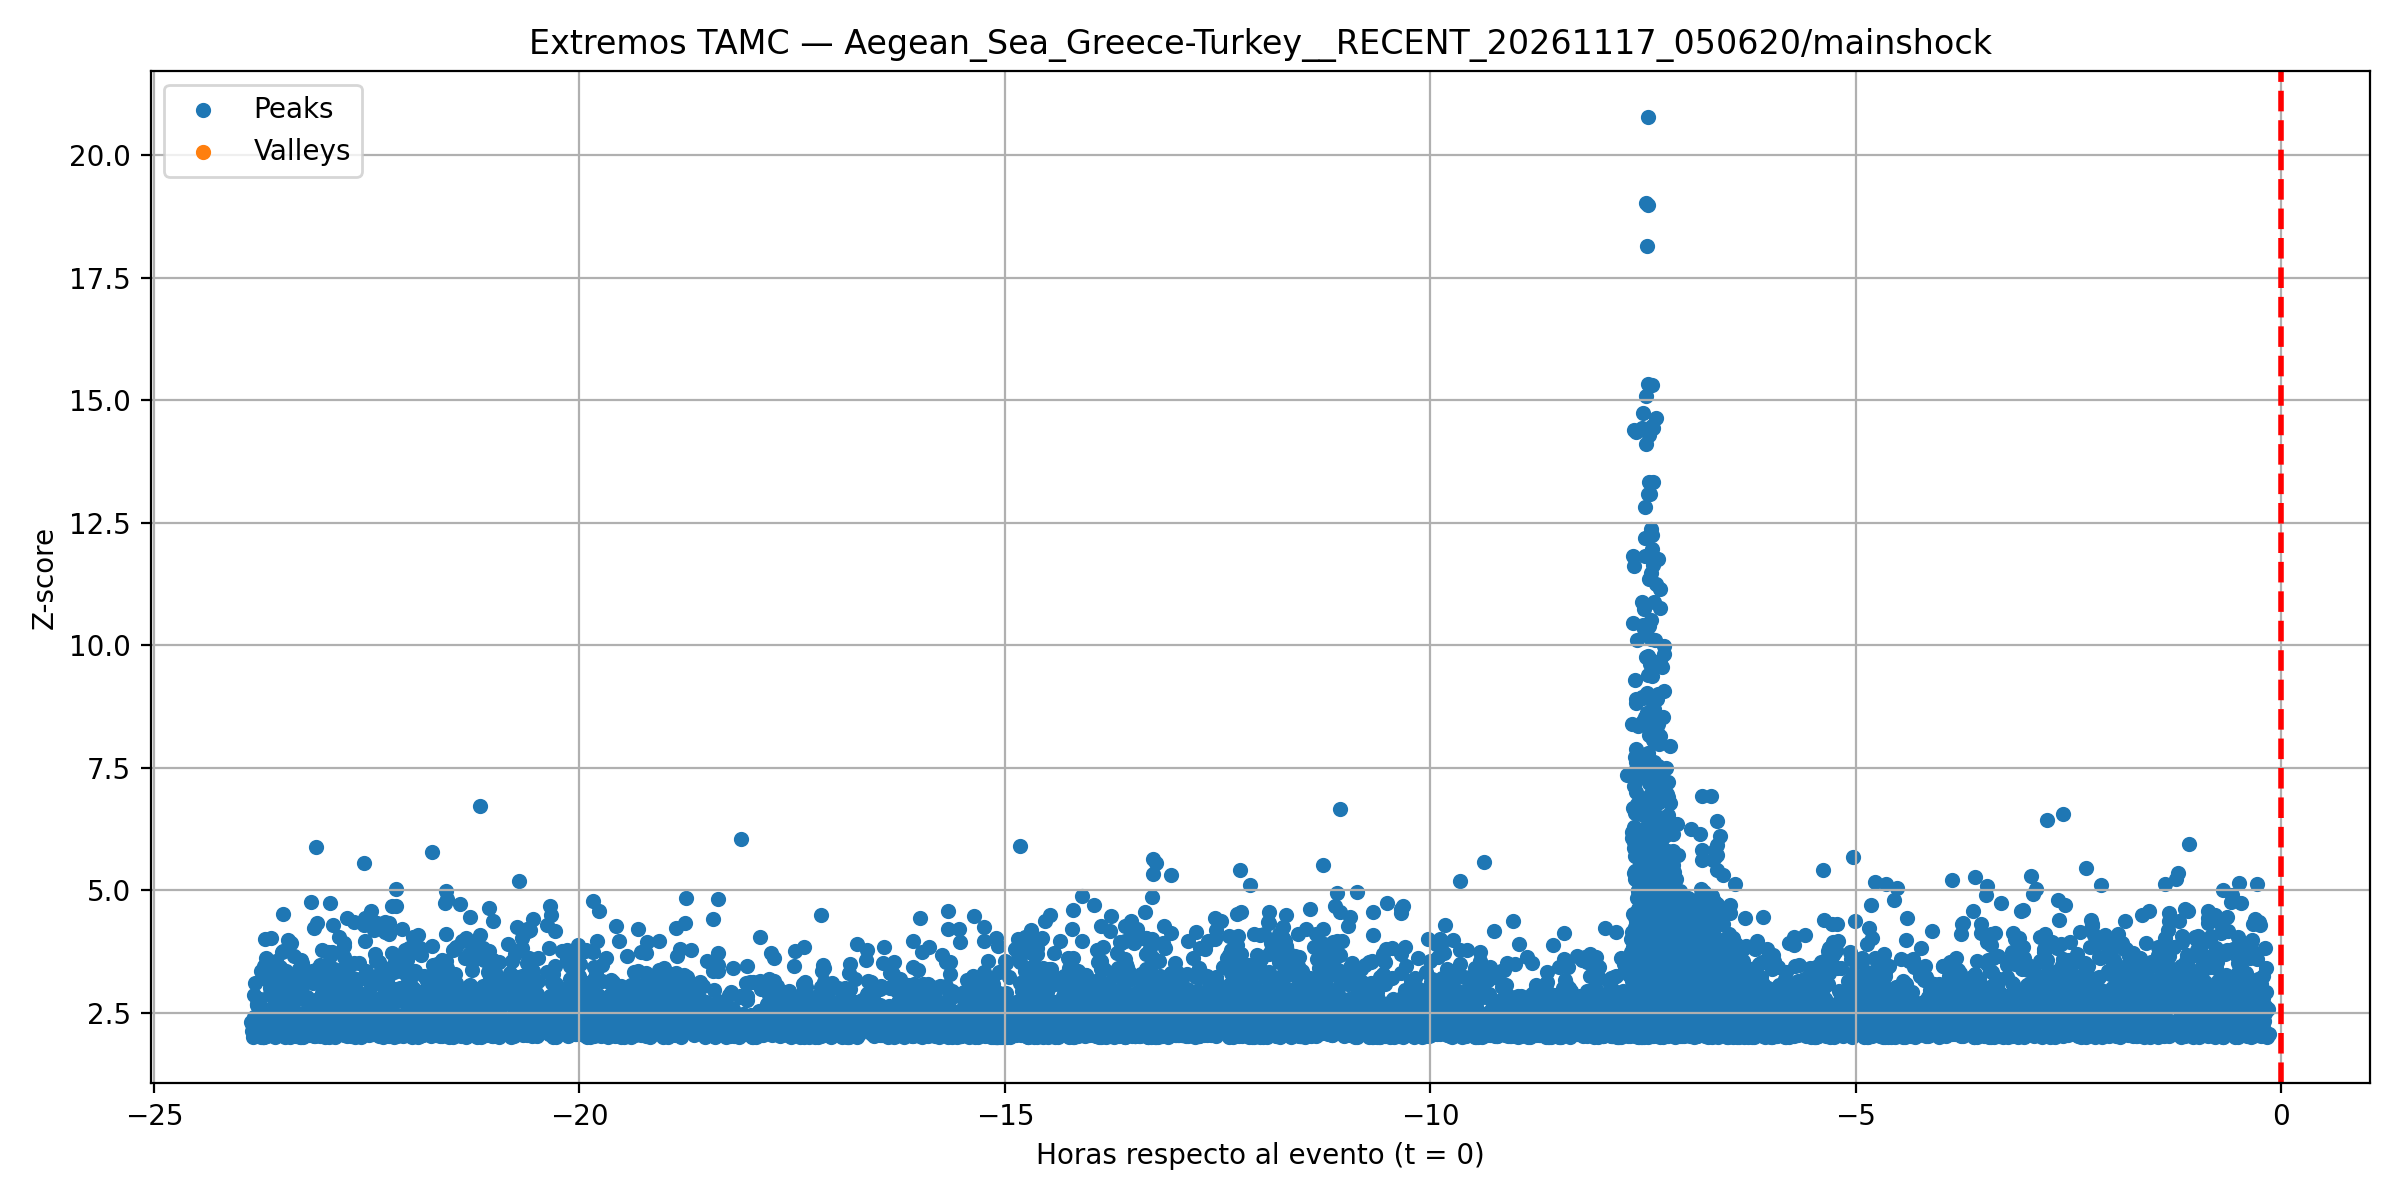 Extremos TAMC — Aegean_Sea_Greece-Turkey__RECENT_20261117_050620/mainshock
Peaks
Valleys
20.0
17.5
15.0
12.5
10.0
7.5
5.0
2.5
Z-score
−25
−20
−15
−10
−5
0
Horas respecto al evento (t = 0)